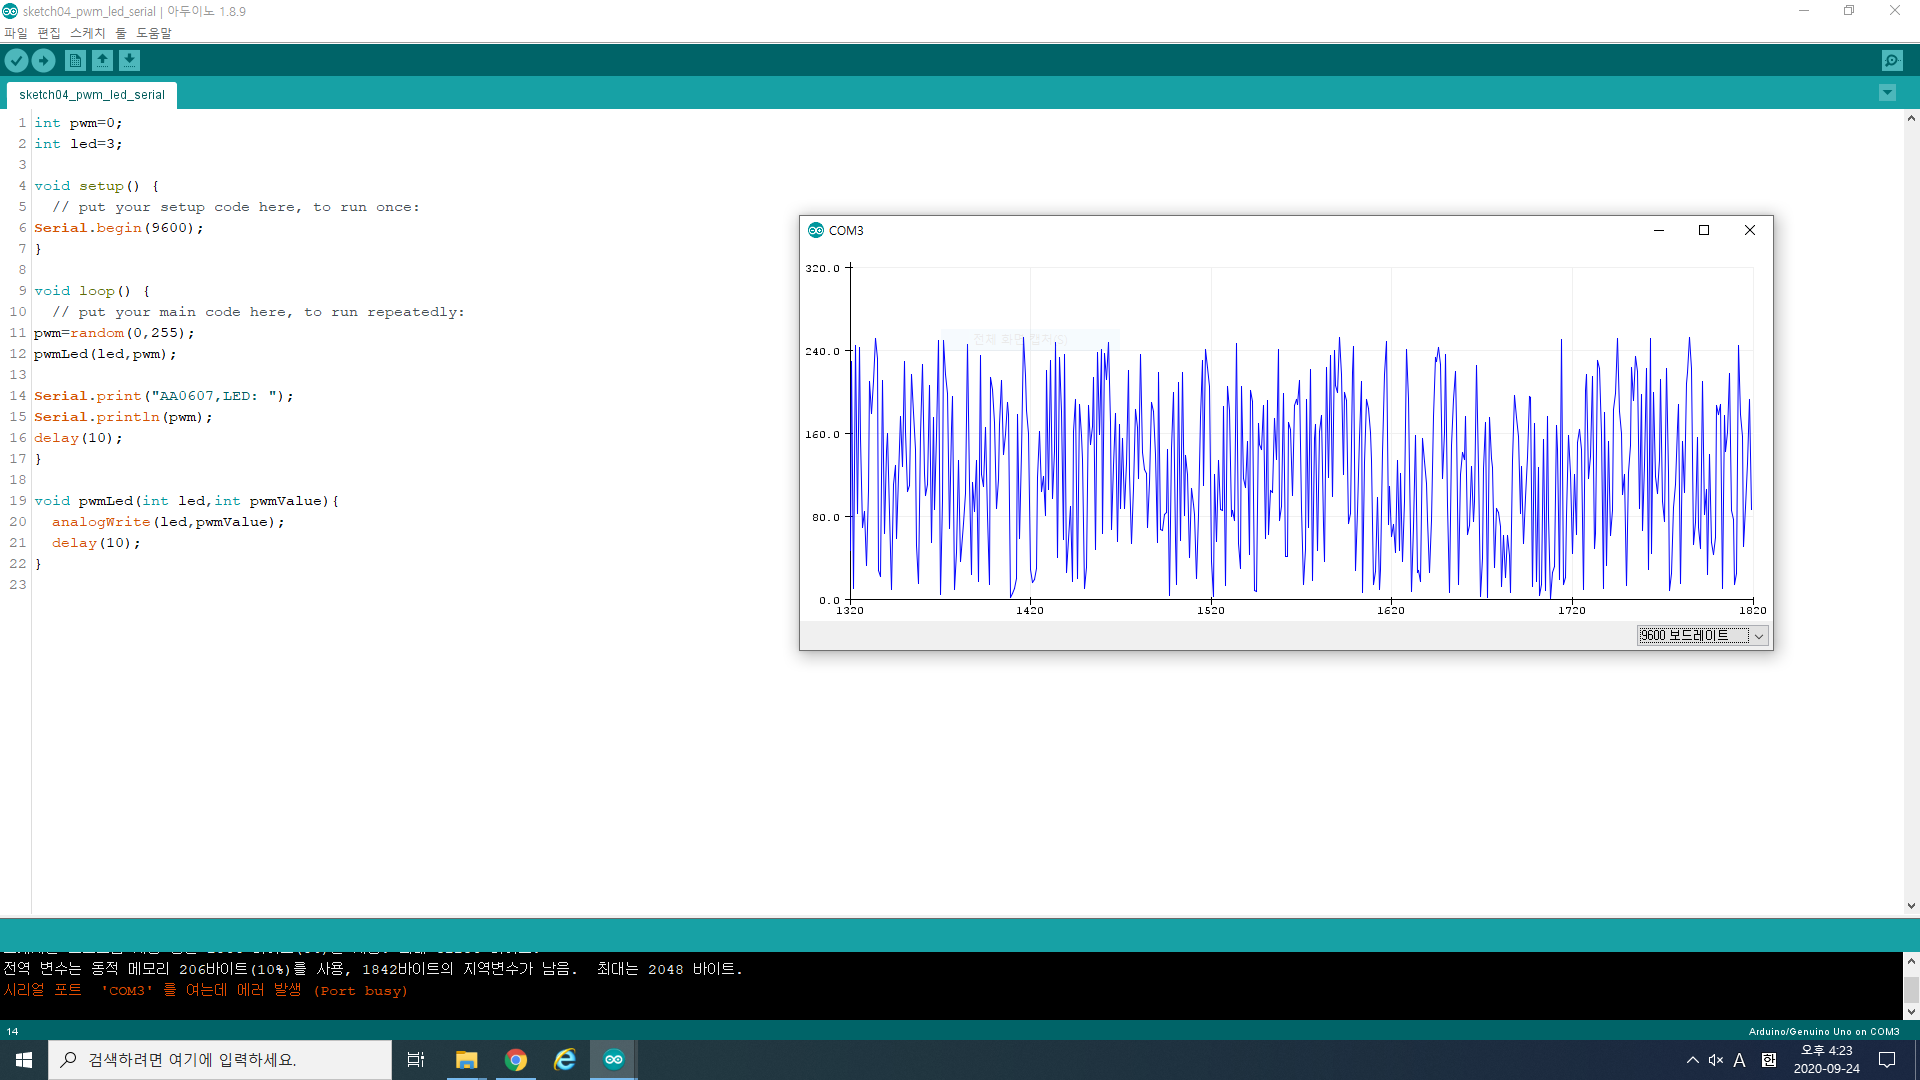 sketch04_pwm_led_serial | 아두이노 1.8.9
파일 편집 스케치 툴 도움말
sketch04_pwm_led_serial
1 int pwm=0;
2 int led=3;
3
4 void setup() {
5   // put your setup code here, to run once:
6 Serial.begin(9600);
7 }
8
9 void loop() {
10   // put your main code here, to run repeatedly:
11 pwm=random(0,255);
12 pwmLed(led,pwm);
13
14 Serial.print("AA0607,LED: ");
15 Serial.println(pwm);
16 delay(10);
17 }
18
19 void pwmLed(int led,int pwmValue){
20   analogWrite(led,pwmValue);
21   delay(10);
22 }
23
COM3
320.0
전체 화면 캡처(S)
240.0
160.0
80.0
0.0
1320 1420 1520 1620 1720 1820
9600 보드레이트
전역 변수는 동적 메모리 206바이트(10%)를 사용, 1842바이트의 지역변수가 남음.  최대는 2048 바이트.
시리얼 포트  'COM3' 를 여는데 에러 발생 (Port busy)
14
Arduino/Genuino Uno on COM3
검색하려면 여기에 입력하세요.
A 한
오후 4:23
2020-09-24